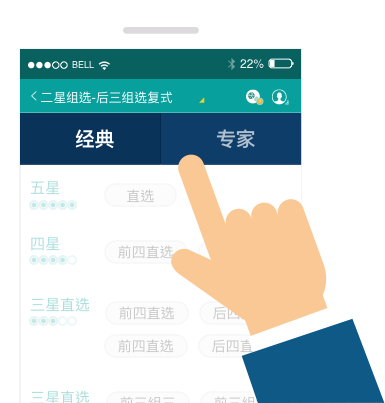 BELL 22%
二星组选-后三组选复式
经典 专家
五星 直选
四星 前四直选
三星直选 前四直选 后四
前四直选 后四直
三星直选 前三组三 前三组